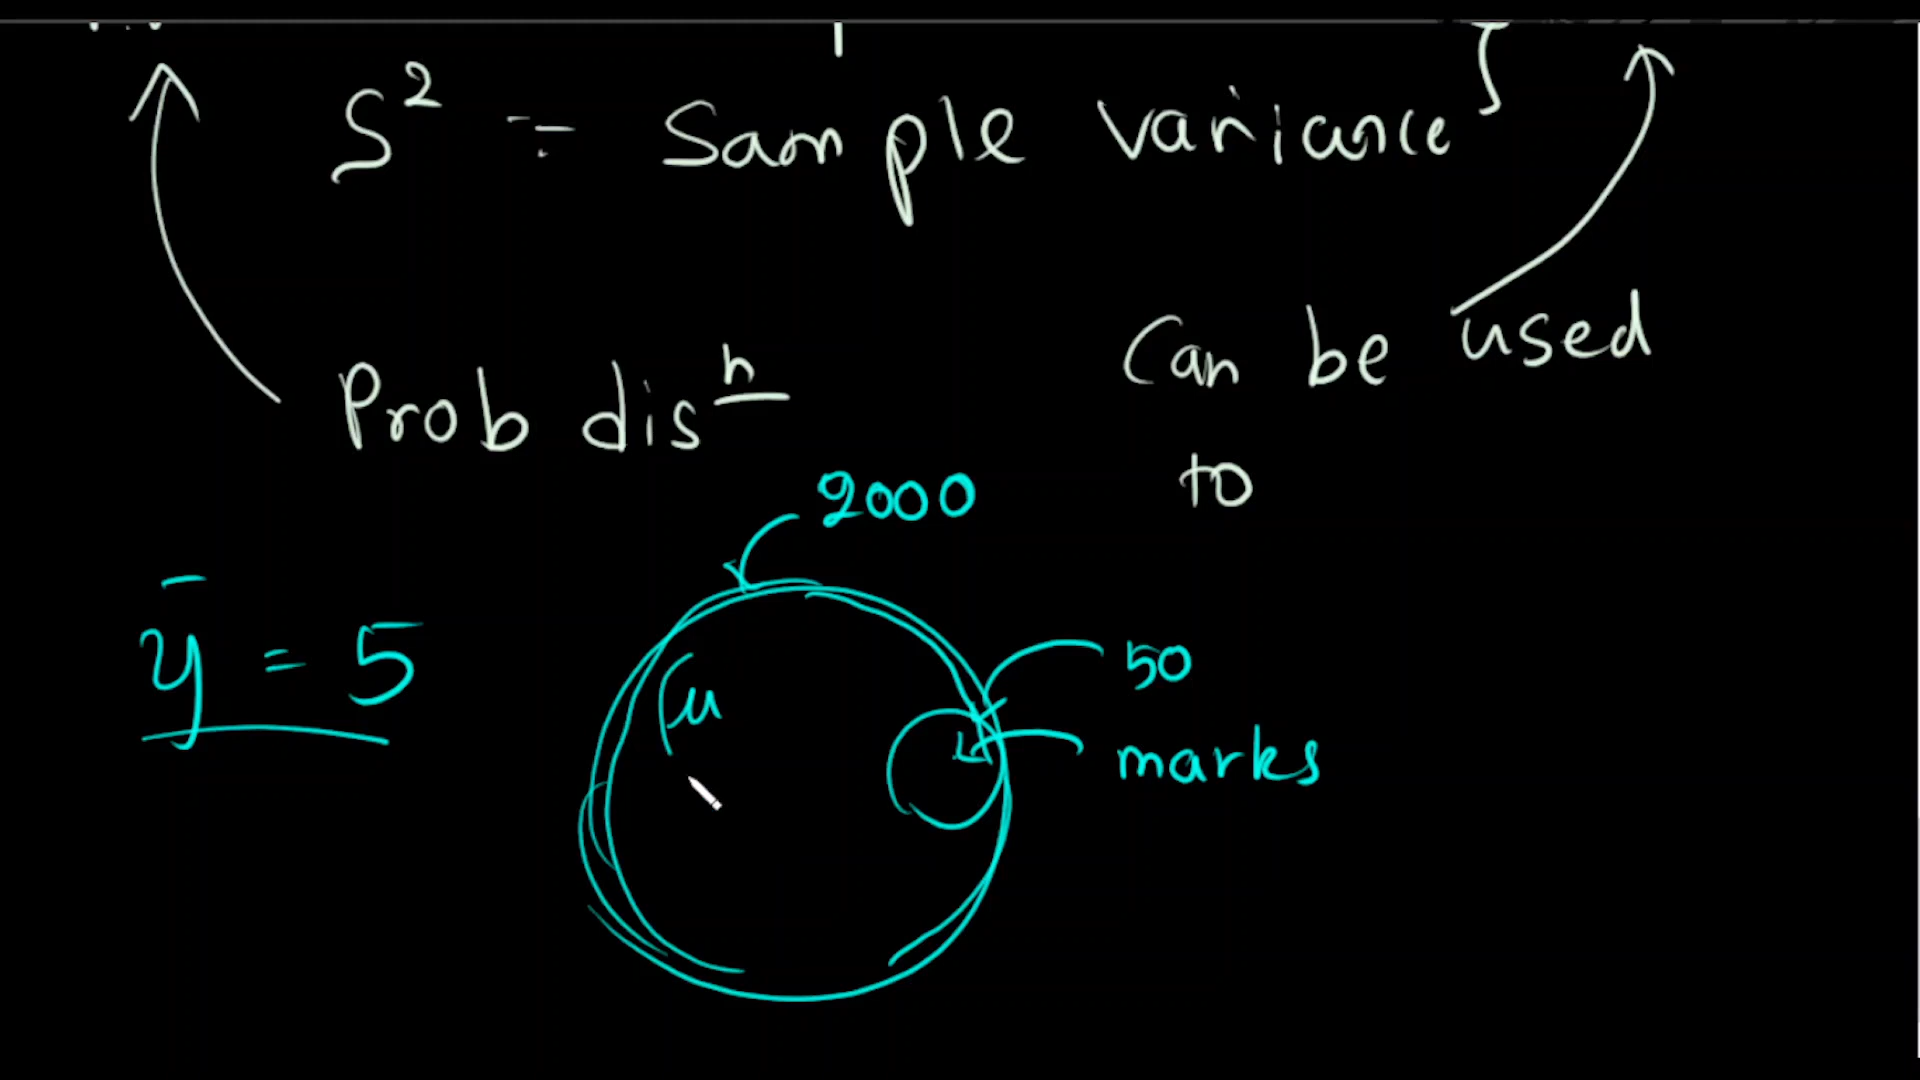 S² := Sample variance
Can be used
Prob disⁿ
to
2000
ȳ = 5
50
μ
marks